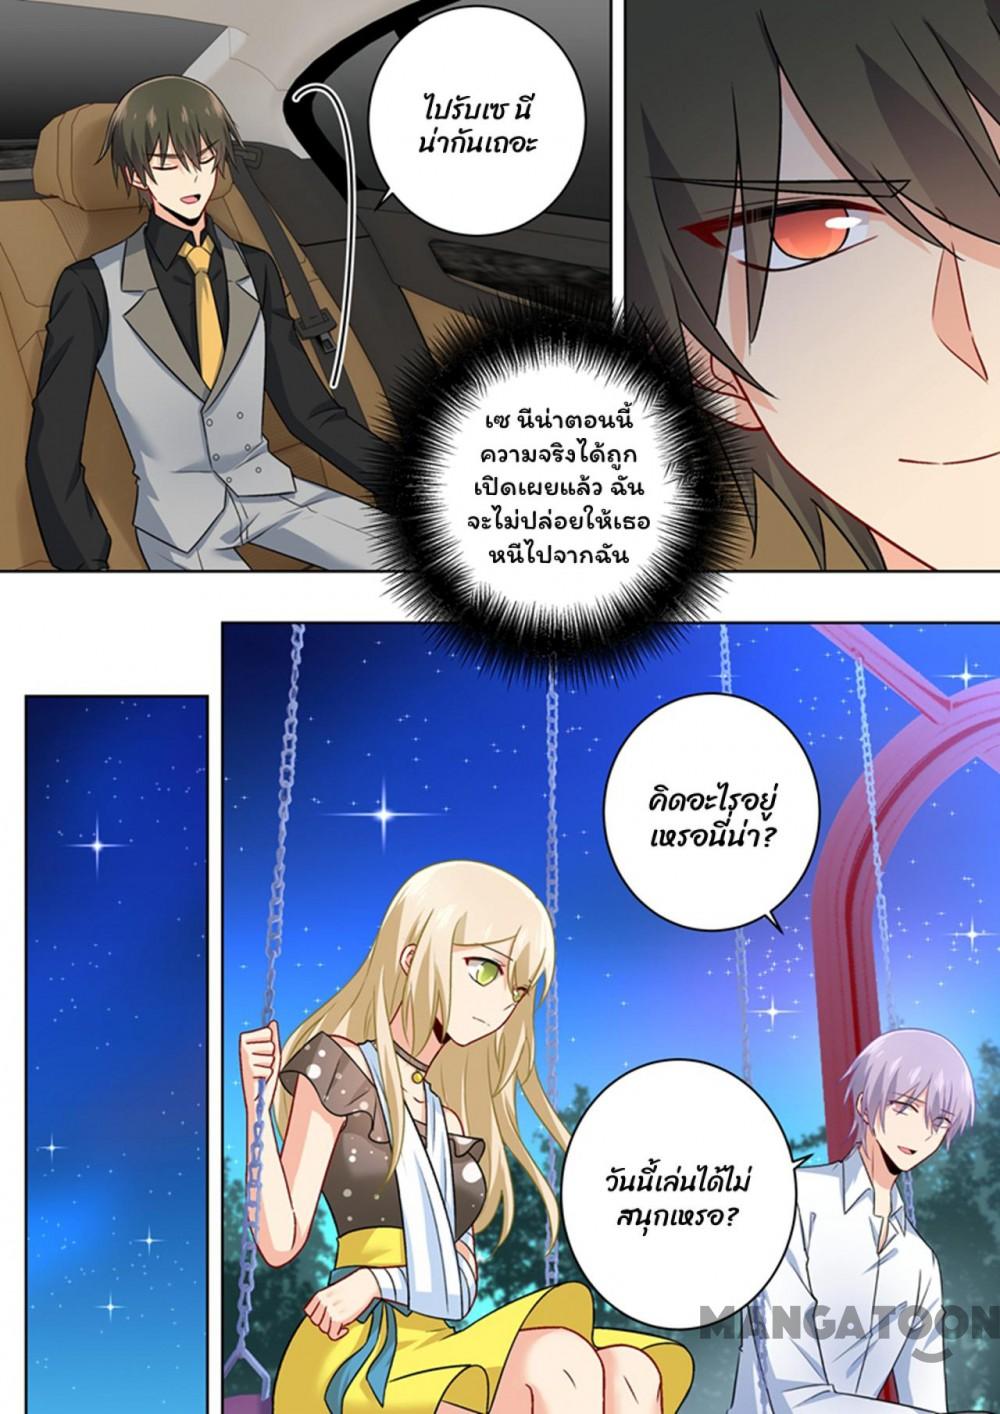 ไปรับเซ นี
น่ากันเถอะ
เซ นีน่าตอนนี้
ความจริงได้ถูก
เปิดเผยแล้ว ฉัน
จะไม่ปล่อยให้เธอ
หนีไปจากฉัน
คิดอะไรอยู่
เหรอนี่น่า?
วันนี้เล่นได้ไม่
สนุกเหรอ?
MANGATOON